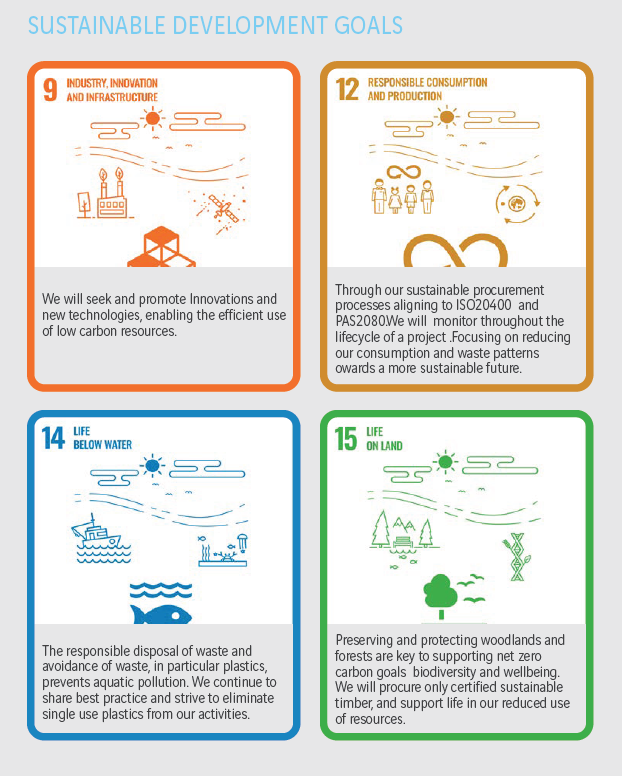 SUSTAINABLE DEVELOPMENT GOALS
9 INDUSTRY, INNOVATION
AND INFRASTRUCTURE
We will seek and promote Innovations and
new technologies, enabling the efficient use
of low carbon resources.
12 RESPONSIBLE CONSUMPTION
AND PRODUCTION
Through our sustainable procurement
processes aligning to ISO20400 and
PAS2080.We will monitor throughout the
lifecycle of a project .Focusing on reducing
our consumption and waste patterns
owards a more sustainable future.
14 LIFE
BELOW WATER
The responsible disposal of waste and
avoidance of waste, in particular plastics,
prevents aquatic pollution. We continue to
share best practice and strive to eliminate
single use plastics from our activities.
15 LIFE
ON LAND
Preserving and protecting woodlands and
forests are key to supporting net zero
carbon goals biodiversity and wellbeing.
We will procure only certified sustainable
timber, and support life in our reduced use
of resources.